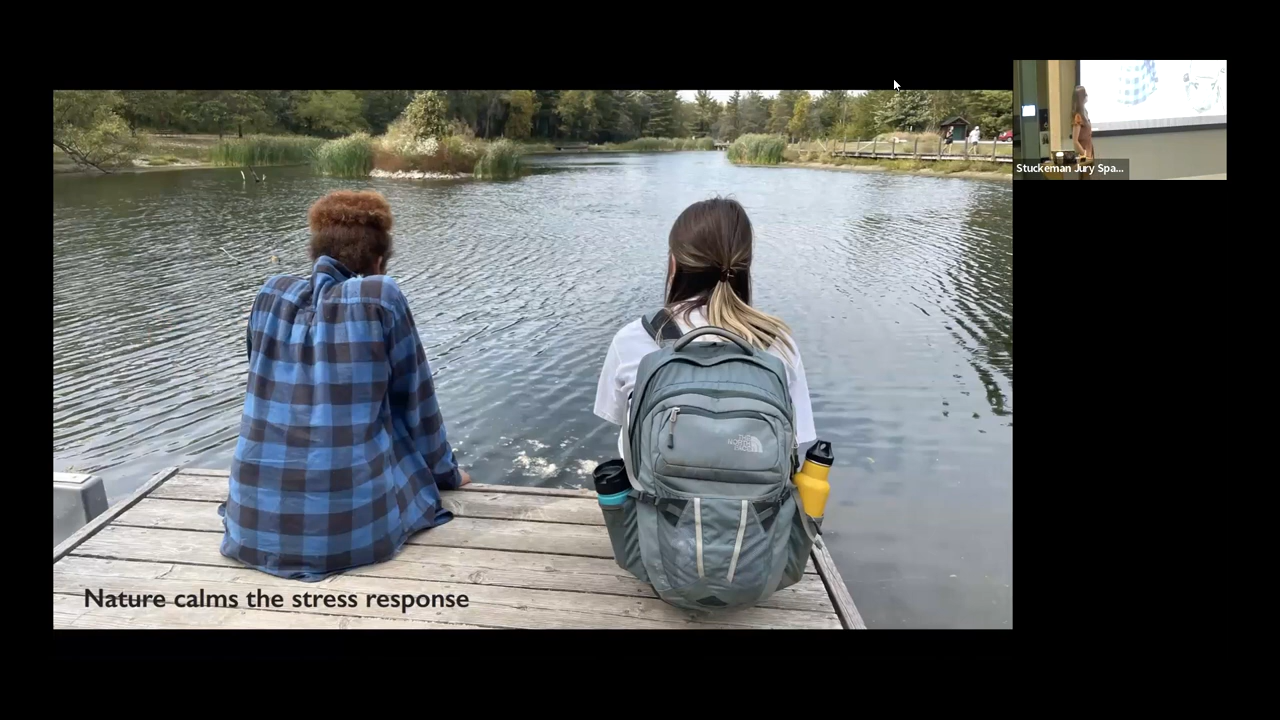 Stuckeman Jury Spa...
THE
NORTH
FACE
Nature calms the stress response